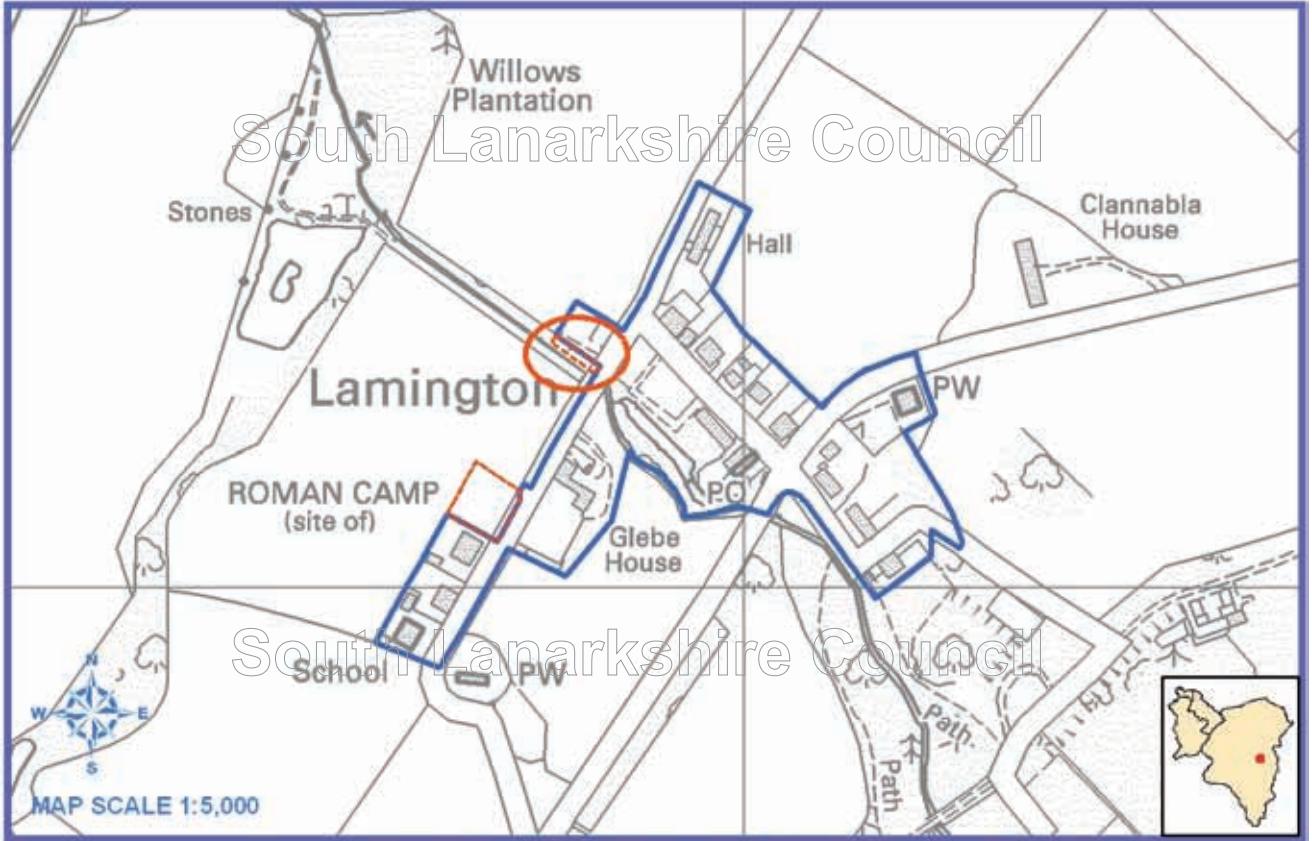 Willows
Plantation
South Lanarkshire Council
Stones
Hall
Clannabla
House
Lamington
PW
ROMAN CAMP
(site of)
PO
Glebe
House
South Lanarkshire Council
School
PW
Path
Path
N
W
E
S
MAP SCALE 1:5,000